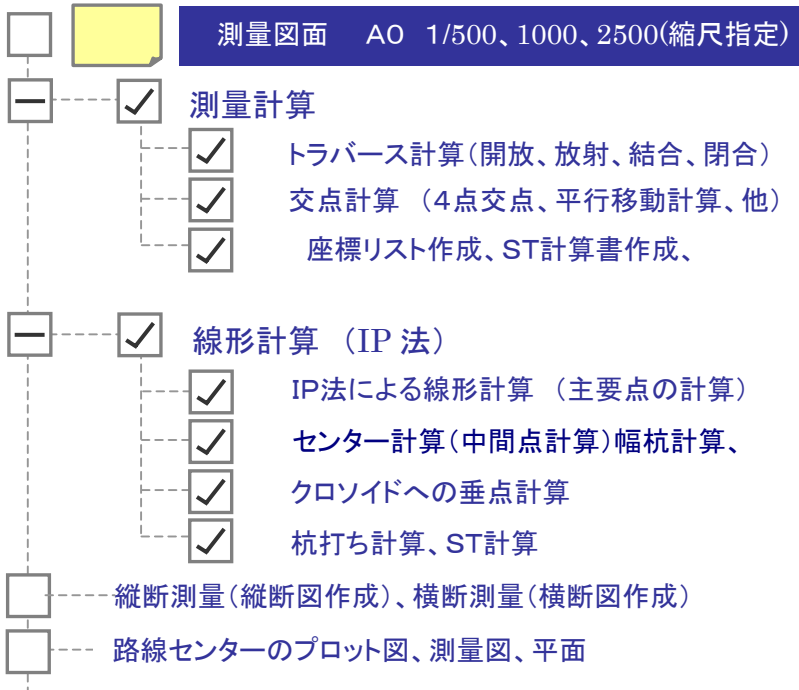 測量図面 A0 1/500、1000、2500(縮尺指定)
測量計算
トラバース計算(開放、放射、結合、閉合)
交点計算 (4点交点、平行移動計算、他)
座標リスト作成、ST計算書作成、
線形計算 (IP 法)
IP法による線形計算 (主要点の計算)
センター計算(中間点計算)幅杭計算、
クロソイドへの垂点計算
杭打ち計算、ST計算
縦断測量(縦断図作成)、横断測量(横断図作成)
路線センターのプロット図、測量図、平面